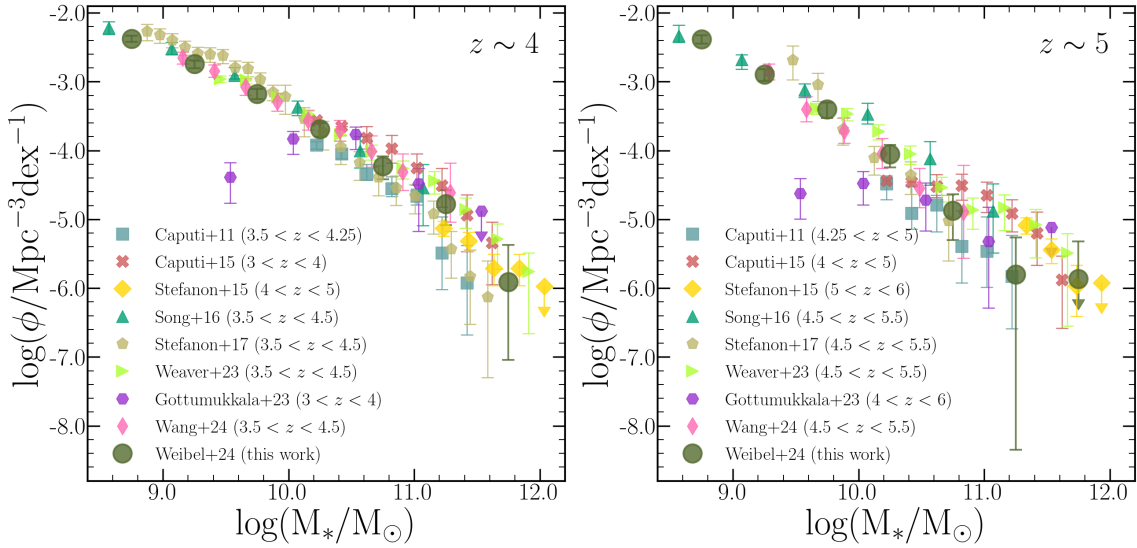 z ∼ 4
-2.0
-3.0
-4.0
-5.0
-6.0
-7.0
-8.0
log(ϕ/Mpc⁻³dex⁻¹)
Caputi+11 (3.5 < z < 4.25)
Caputi+15 (3 < z < 4)
Stefanon+15 (4 < z < 5)
Song+16 (3.5 < z < 4.5)
Stefanon+17 (3.5 < z < 4.5)
Weaver+23 (3.5 < z < 4.5)
Gottumukkala+23 (3 < z < 4)
Wang+24 (3.5 < z < 4.5)
Weibel+24 (this work)
9.0 10.0 11.0 12.0
log(M∗/M⊙)
z ∼ 5
-2.0
-3.0
-4.0
-5.0
-6.0
-7.0
-8.0
log(ϕ/Mpc⁻³dex⁻¹)
Caputi+11 (4.25 < z < 5)
Caputi+15 (4 < z < 5)
Stefanon+15 (5 < z < 6)
Song+16 (4.5 < z < 5.5)
Stefanon+17 (4.5 < z < 5.5)
Weaver+23 (4.5 < z < 5.5)
Gottumukkala+23 (4 < z < 6)
Wang+24 (4.5 < z < 5.5)
Weibel+24 (this work)
9.0 10.0 11.0 12.0
log(M∗/M⊙)